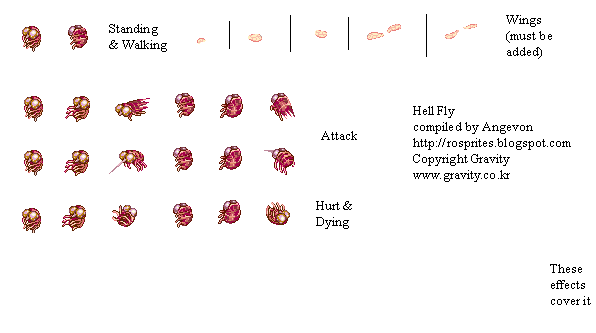 Standing
& Walking
Wings
(must be
added)
Attack
Hell Fly
compiled by Angevon
http://rosprites.blogspot.com
Copyright Gravity
www.gravity.co.kr
Hurt &
Dying
These
effects
cover it